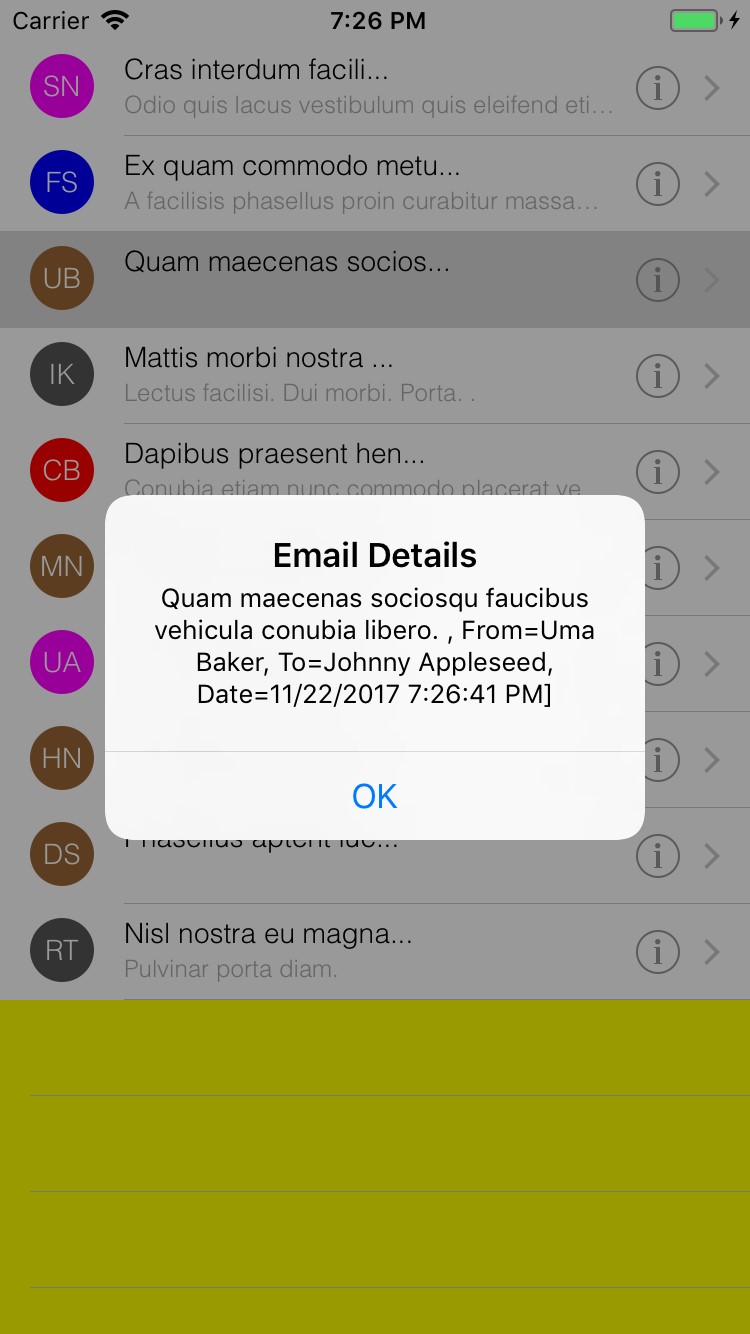 Carrier 7:26 PM
SN Cras interdum facili...
Odio quis lacus vestibulum quis eleifend eti...
FS Ex quam commodo metu...
A facilisis phasellus proin curabitur massa...
UB Quam maecenas socios...
IK Mattis morbi nostra ...
Lectus facilisi. Dui morbi. Porta. .
CB Dapibus praesent hen...
Conubia etiam nunc commodo placerat ve
MN
UA
HN
Email Details
Quam maecenas sociosqu faucibus
vehicula conubia libero. , From=Uma
Baker, To=Johnny Appleseed,
Date=11/22/2017 7:26:41 PM]
OK
DS Phasellus aptent luc...
RT Nisl nostra eu magna...
Pulvinar porta diam.